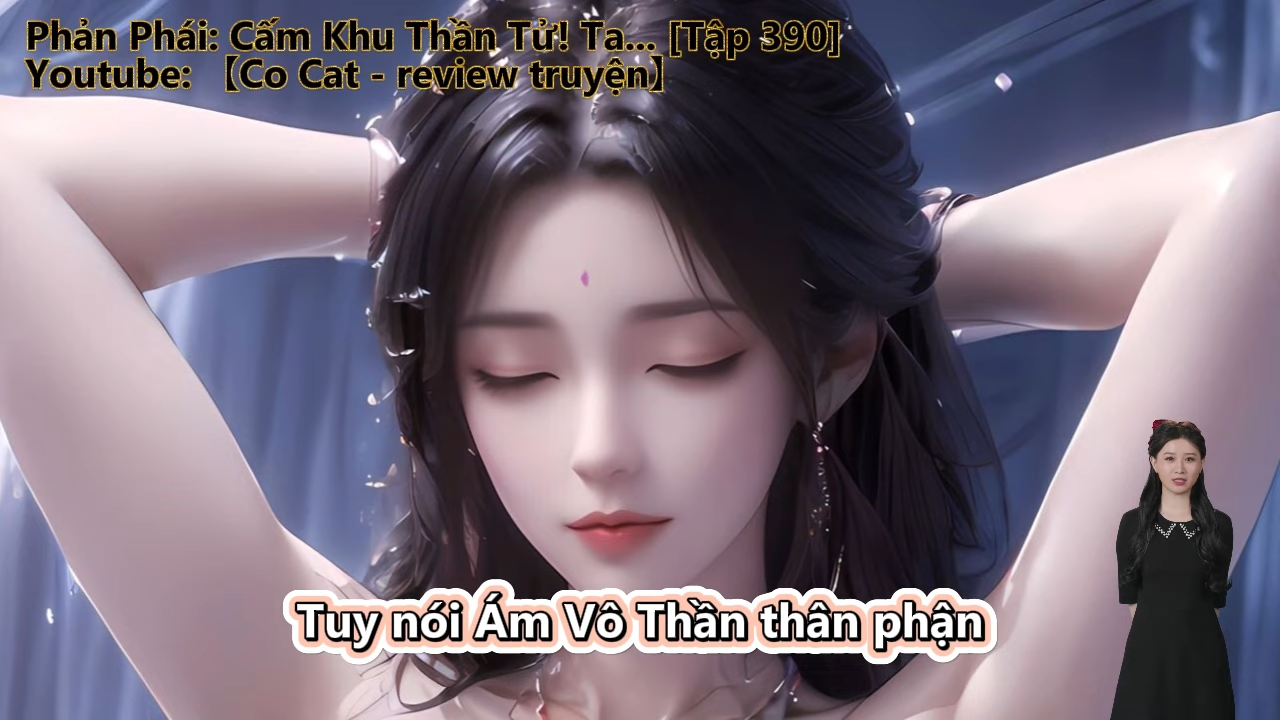 Phản Phái: Cấm Khu Thần Tử! Ta... [Tập 390]
Youtube: 【Co Cat - review truyện】
Tuy nói Ám Vô Thần thân phận